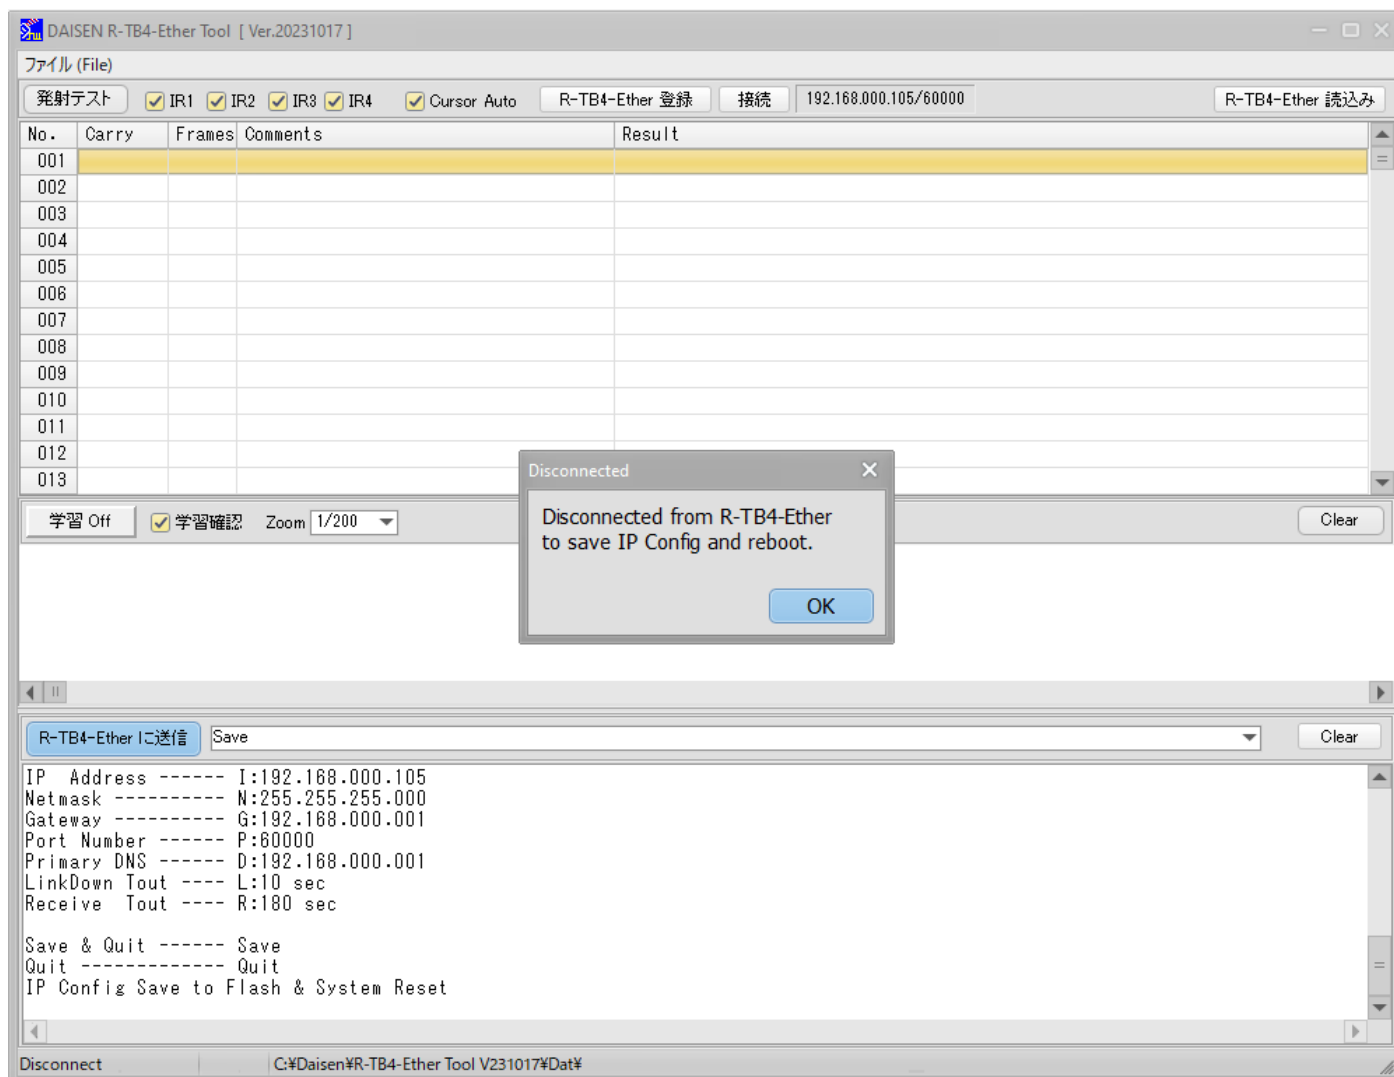 DAISEN R-TB4-Ether Tool [ Ver.20231017 ]
ファイル (File)
発射テスト IR1 IR2 IR3 IR4 Cursor Auto R-TB4-Ether 登録 接続 192.168.000.105/60000 R-TB4-Ether 読込み
No. Carry Frames Comments Result
001
002
003
004
005
006
007
008
009
010
011
012
013
Disconnected
Disconnected from R-TB4-Ether
to save IP Config and reboot.
OK
学習 Off 学習確認 Zoom 1/200 Clear
R-TB4-Ether に送信 Save Clear
IP Address ------ I:192.168.000.105
Netmask ---------- N:255.255.255.000
Gateway ---------- G:192.168.000.001
Port Number ------ P:60000
Primary DNS ------ D:192.168.000.001
LinkDown Tout ---- L:10 sec
Receive Tout ---- R:180 sec
Save & Quit ------ Save
Quit ------------- Quit
IP Config Save to Flash & System Reset
Disconnect C:¥Daisen¥R-TB4-Ether Tool V231017¥Dat¥